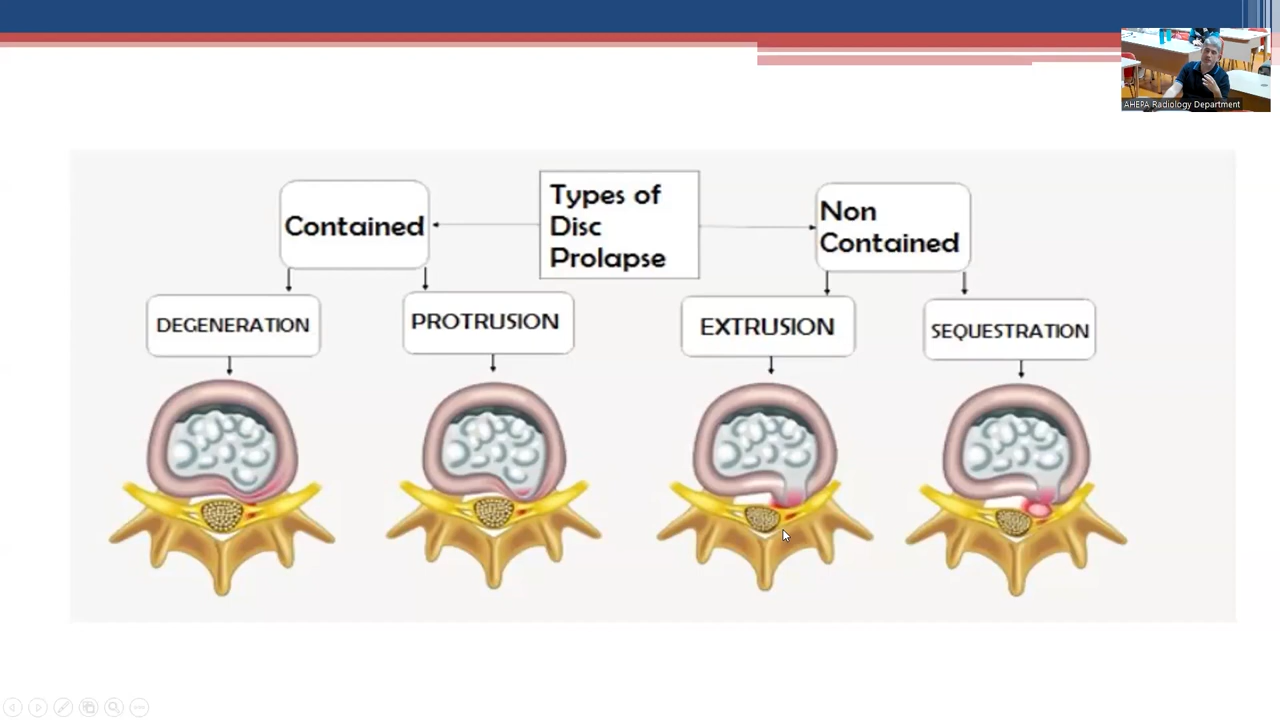 AHEPA Radiology Department
Types of
Disc
Prolapse
Contained
Non
Contained
DEGENERATION
PROTRUSION
EXTRUSION
SEQUESTRATION